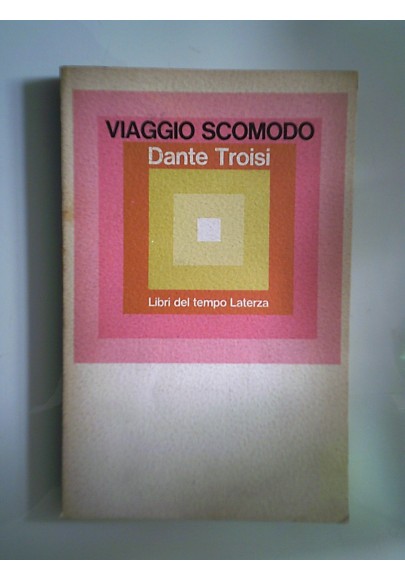 VIAGGIO SCOMODO
Dante Troisi
Libri del tempo Laterza